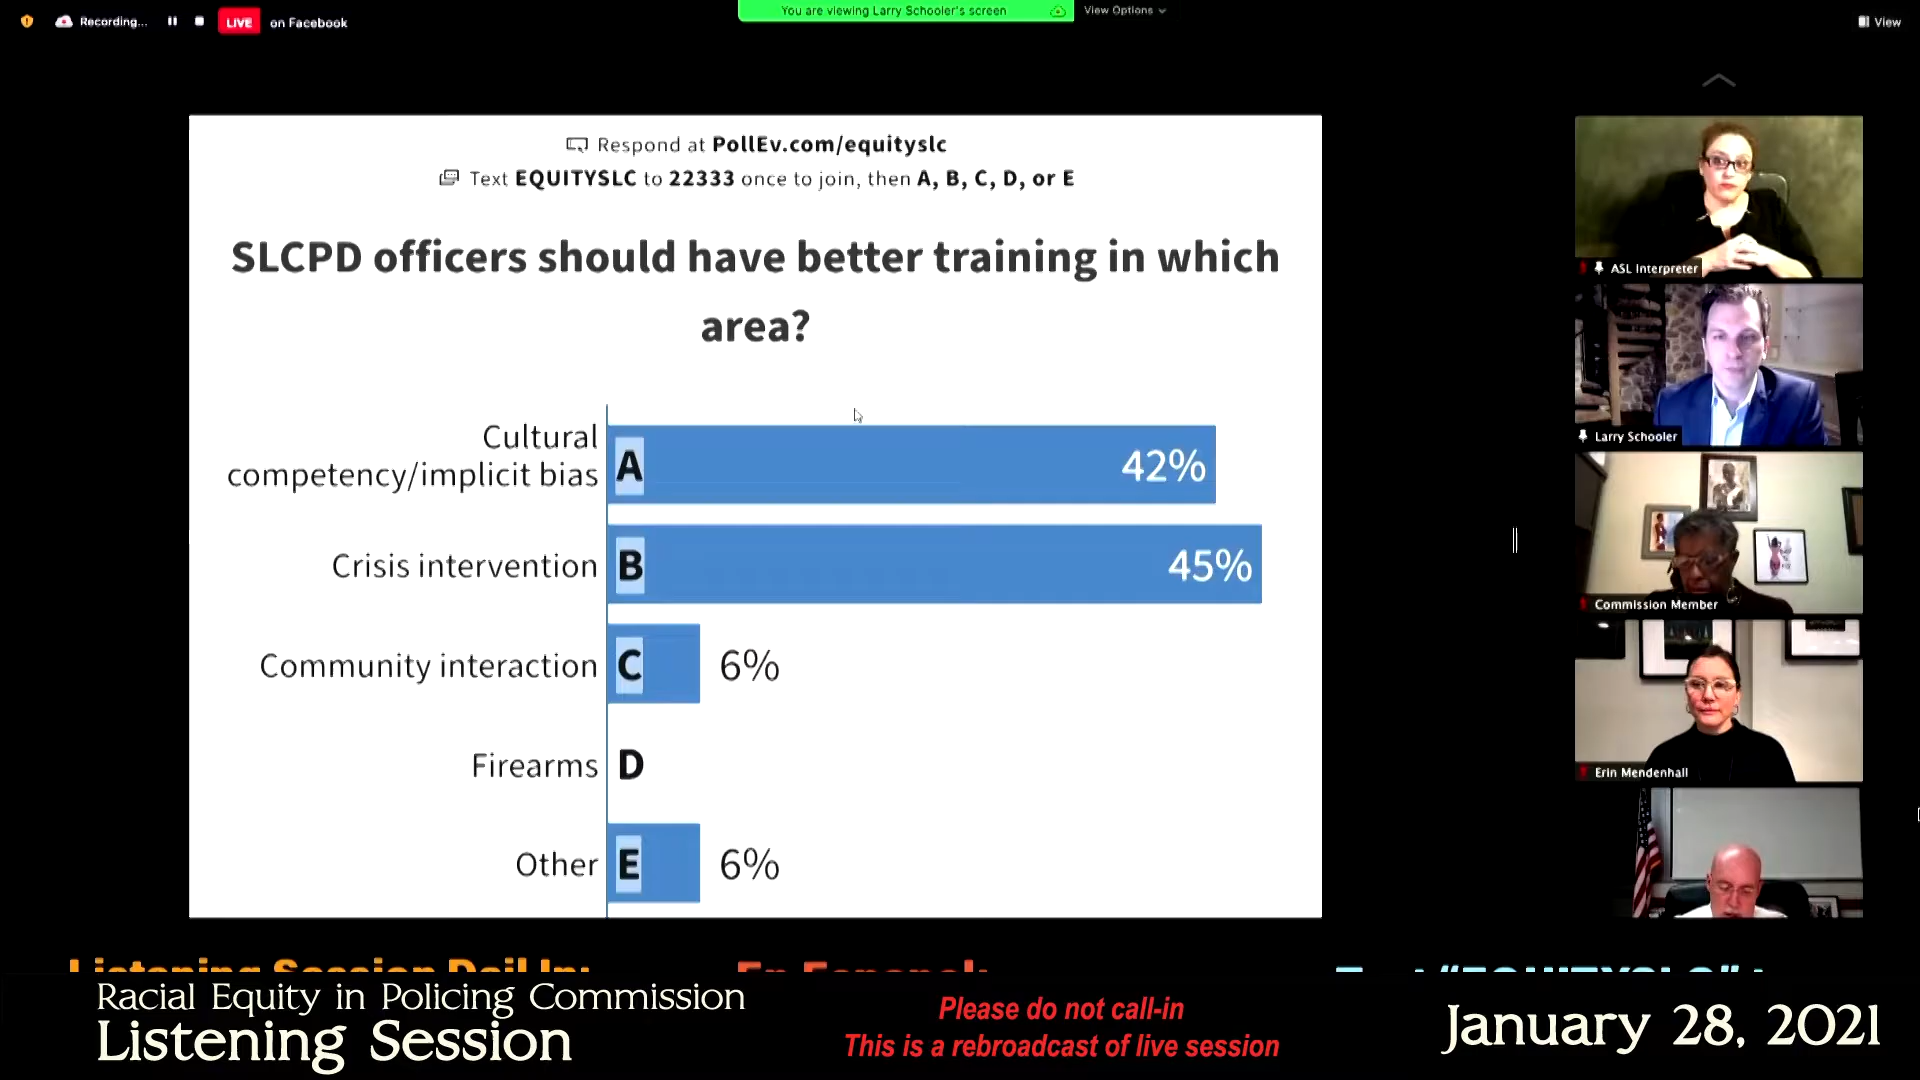 Recording...
LIVE on Facebook
You are viewing Larry Schooler's screen
View Options
View
Respond at PollEv.com/equityslc
Text EQUITYSLC to 22333 once to join, then A, B, C, D, or E
SLCPD officers should have better training in which
area?
Cultural
competency/implicit bias
A
42%
Crisis intervention
B
45%
Community interaction
C
6%
Firearms
D
Other
E
6%
ASL Interpreter
Larry Schooler
Commission Member
Erin Mendenhall
Racial Equity in Policing Commission
Listening Session
Please do not call-in
This is a rebroadcast of live session
January 28, 2021